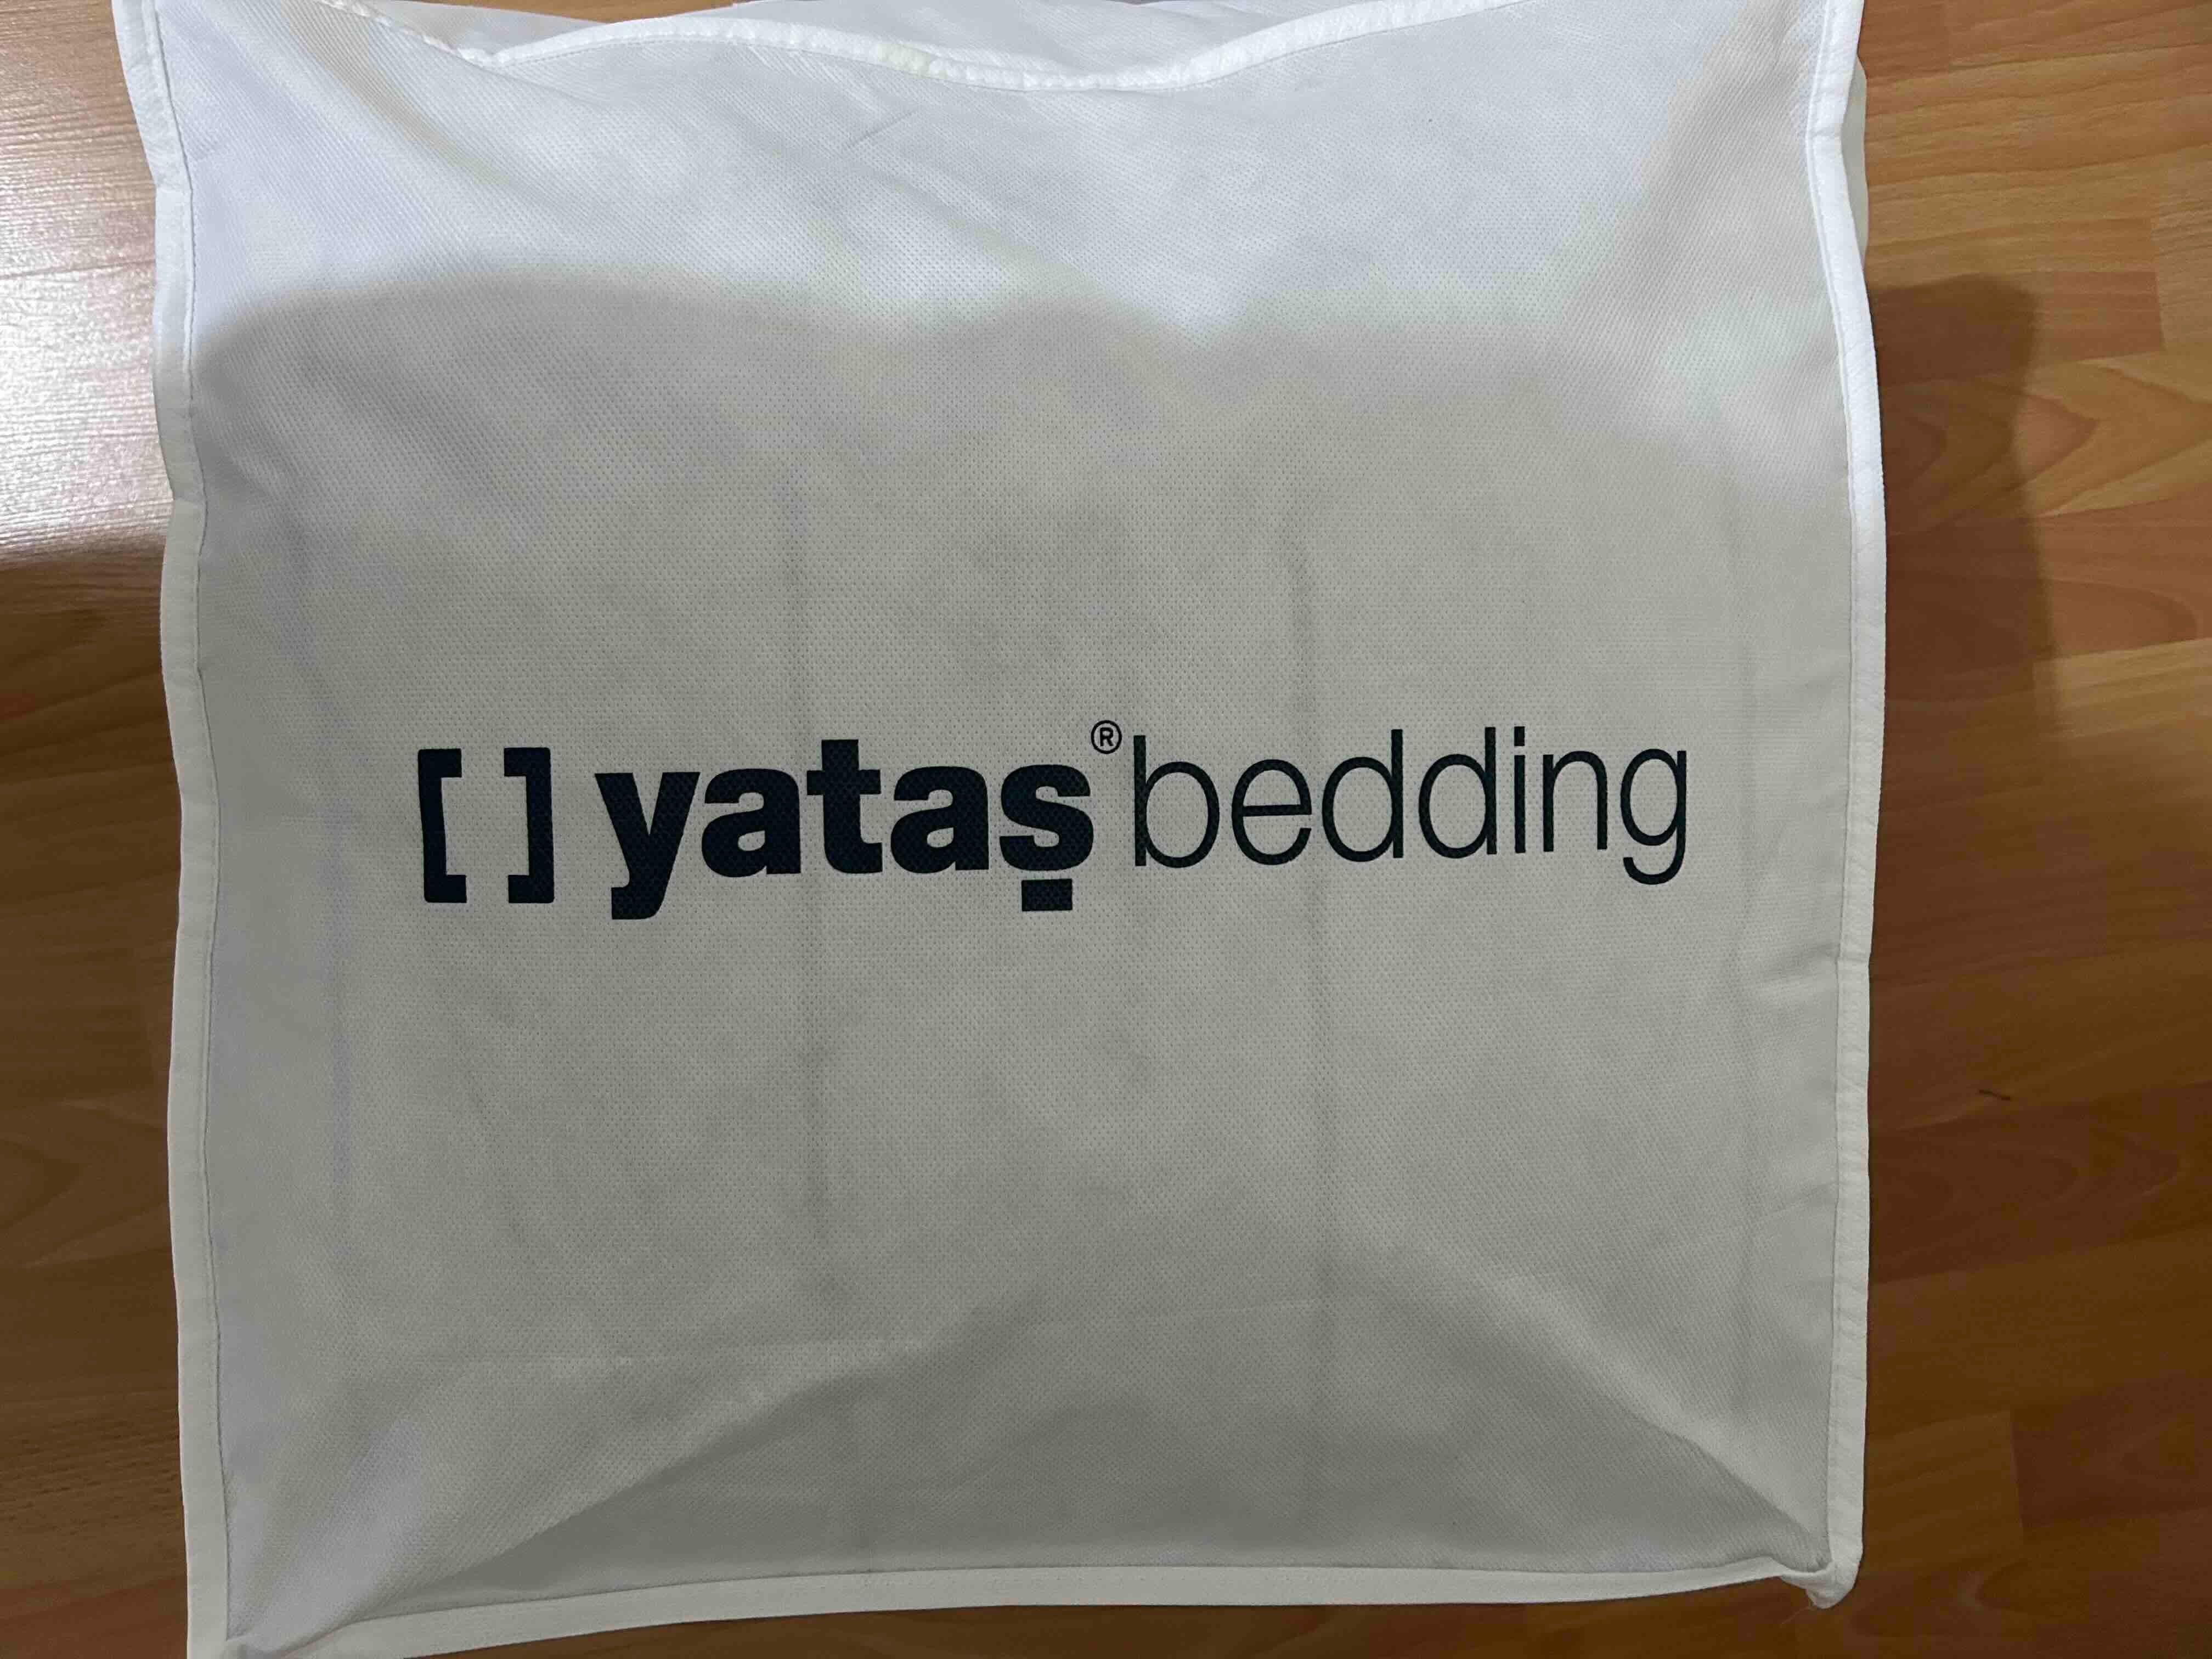 [ ] yataş® bedding